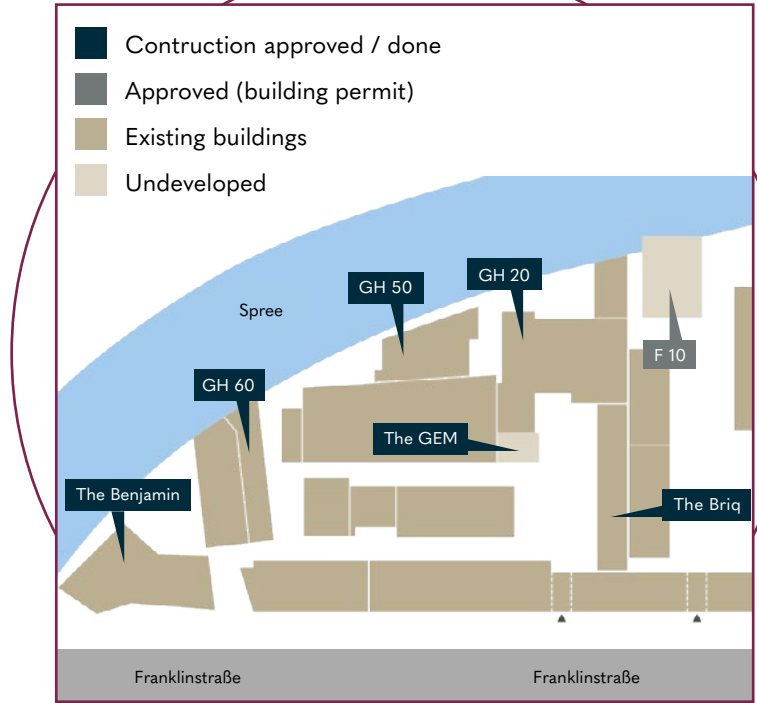 Contruction approved / done
Approved (building permit)
Existing buildings
Undeveloped
GH 20
GH 50
Spree
F 10
GH 60
The GEM
The Benjamin
The Briq
Franklinstraße
Franklinstraße